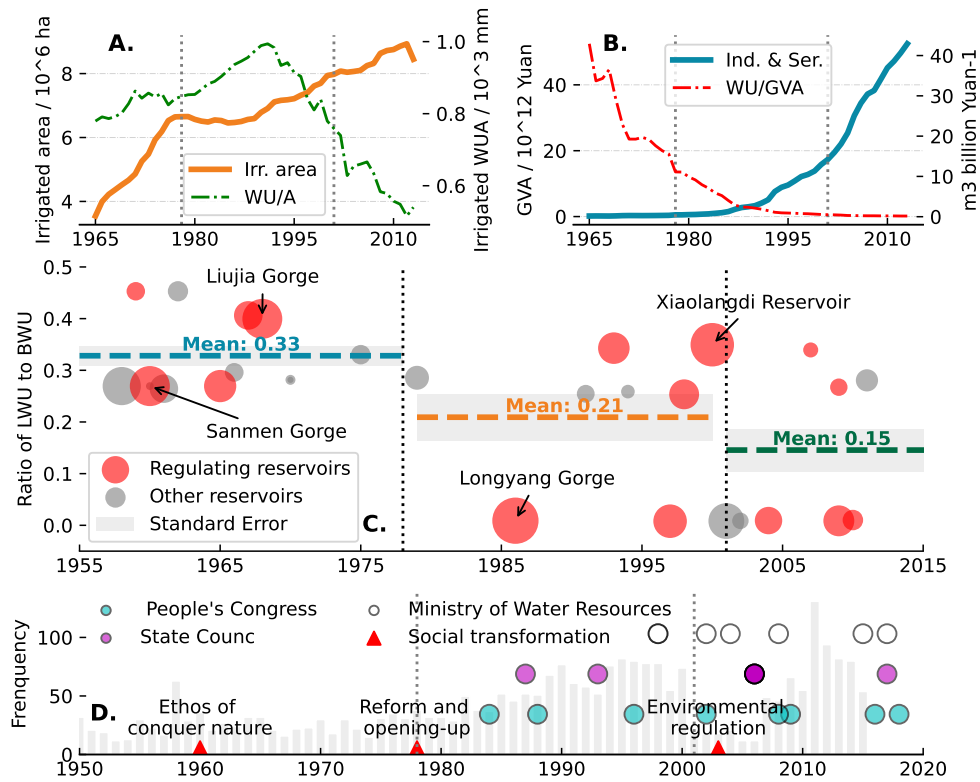 A.
Irrigated area / 10^6 ha
8
6
4
1965
1980
1995
2010
1.0
0.8
0.6
Irrigated WUA / 10^3 mm
Irr. area
WU/A
B.
GVA / 10^12 Yuan
40
20
0
1965
1980
1995
2010
40
30
20
10
0
m3 billion Yuan-1
Ind. & Ser.
WU/GVA
Ratio of LWU to BWU
0.5
0.4
0.3
0.2
0.1
0.0
Liujia Gorge
Xiaolangdi Reservoir
Mean: 0.33
Mean: 0.21
Sanmen Gorge
Mean: 0.15
Longyang Gorge
Regulating reservoirs
Other reservoirs
Standard Error
C.
1955
1965
1975
1985
1995
2005
2015
Frenquency
100
50
0
People's Congress
Ministry of Water Resources
State Counc
Social transformation
D.
Ethos of
conquer nature
Reform and
opening-up
Environmental
regulation
1950
1960
1970
1980
1990
2000
2010
2020